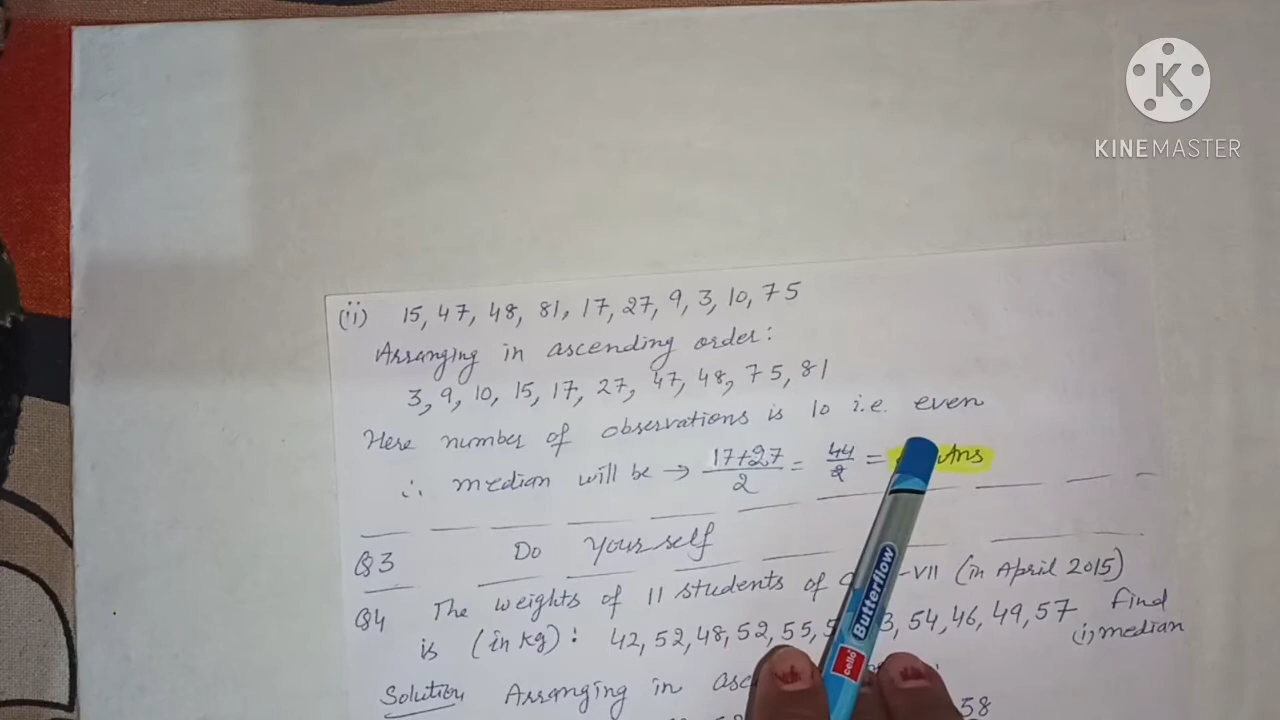 K
KINEMASTER
(ii) 15, 47, 48, 81, 17, 27, 9, 3, 10, 75
Arranging in ascending order:
3, 9, 10, 15, 17, 27, 47, 48, 75, 81
Here number of observations is 10 i.e. even
∴ median will be → 17+27/2 = 44/2 = Ans
Q3 Do Yourself
Q4 The weights of 11 students of -VII (in April 2015)
is (in kg): 42, 52, 48, 52, 55, 3, 54, 46, 49, 57 Find
(i) median
Solution Arranging in
58
Butterflow
cello